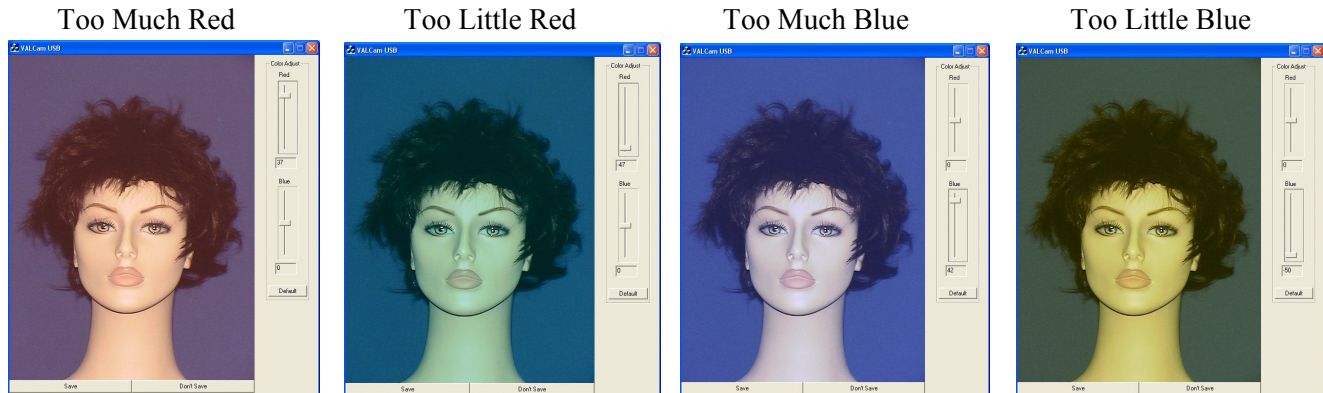 Too Much Red
Too Little Red
Too Much Blue
Too Little Blue
VALCam USB
Color Adjust
Red
37
Blue
0
Default
Save Don't Save
VALCam USB
Color Adjust
Red
-47
Blue
0
Default
Save Don't Save
VALCam USB
Color Adjust
Red
0
Blue
42
Default
Save Don't Save
VALCam USB
Color Adjust
Red
0
Blue
-50
Default
Save Don't Save